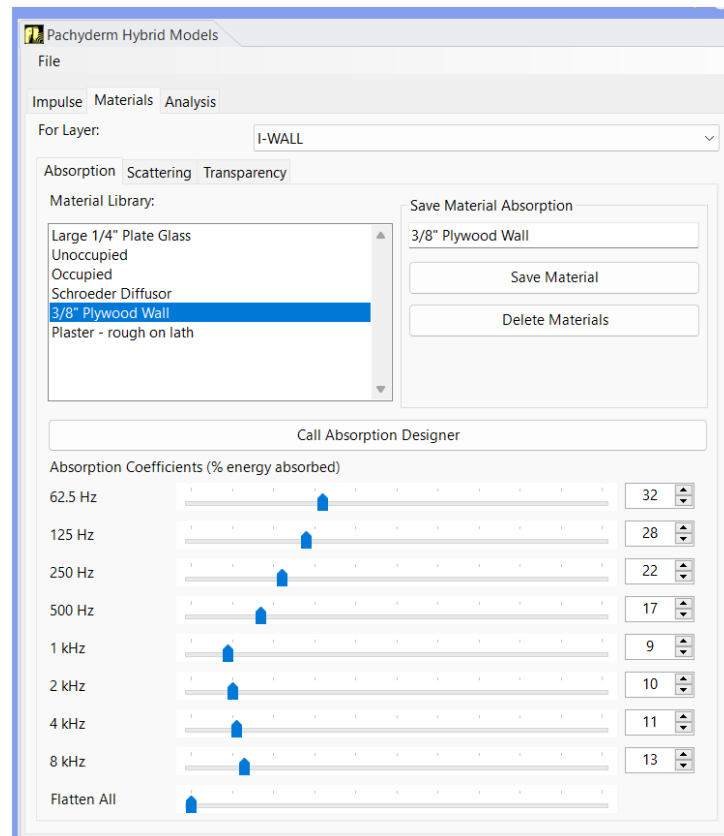 Pachyderm Hybrid Models
File
Impulse Materials Analysis
For Layer: I-WALL
Absorption Scattering Transparency
Material Library:
Large 1/4" Plate Glass
Unoccupied
Occupied
Schroeder Diffusor
3/8" Plywood Wall
Plaster - rough on lath
Save Material Absorption
3/8" Plywood Wall
Save Material
Delete Materials
Call Absorption Designer
Absorption Coefficients (% energy absorbed)
62.5 Hz 32
125 Hz 28
250 Hz 22
500 Hz 17
1 kHz 9
2 kHz 10
4 kHz 11
8 kHz 13
Flatten All